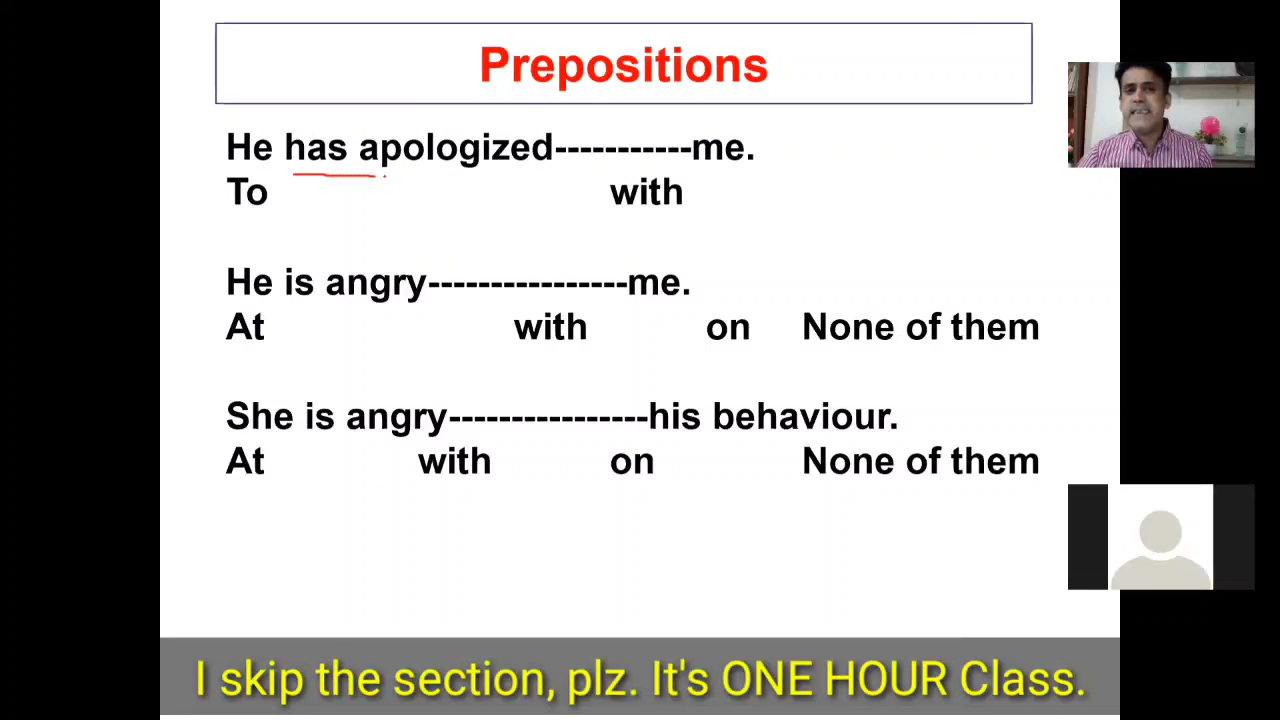 Prepositions
He has apologized-----------me.
To with
He is angry----------------me.
At with on None of them
She is angry----------------his behaviour.
At with on None of them
I skip the section, plz. It's ONE HOUR Class.